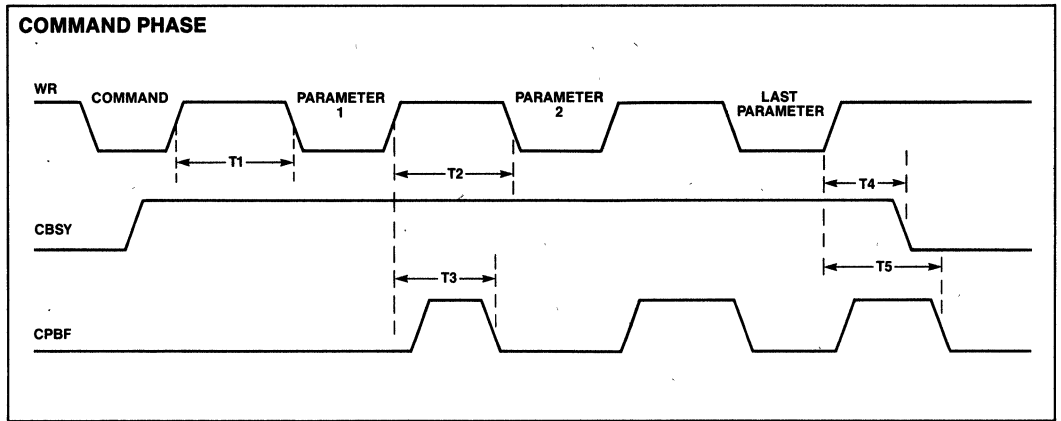 COMMAND PHASE
WR
COMMAND
PARAMETER
1
PARAMETER
2
LAST
PARAMETER
T1
T2
T4
CBSY
T3
T5
CPBF